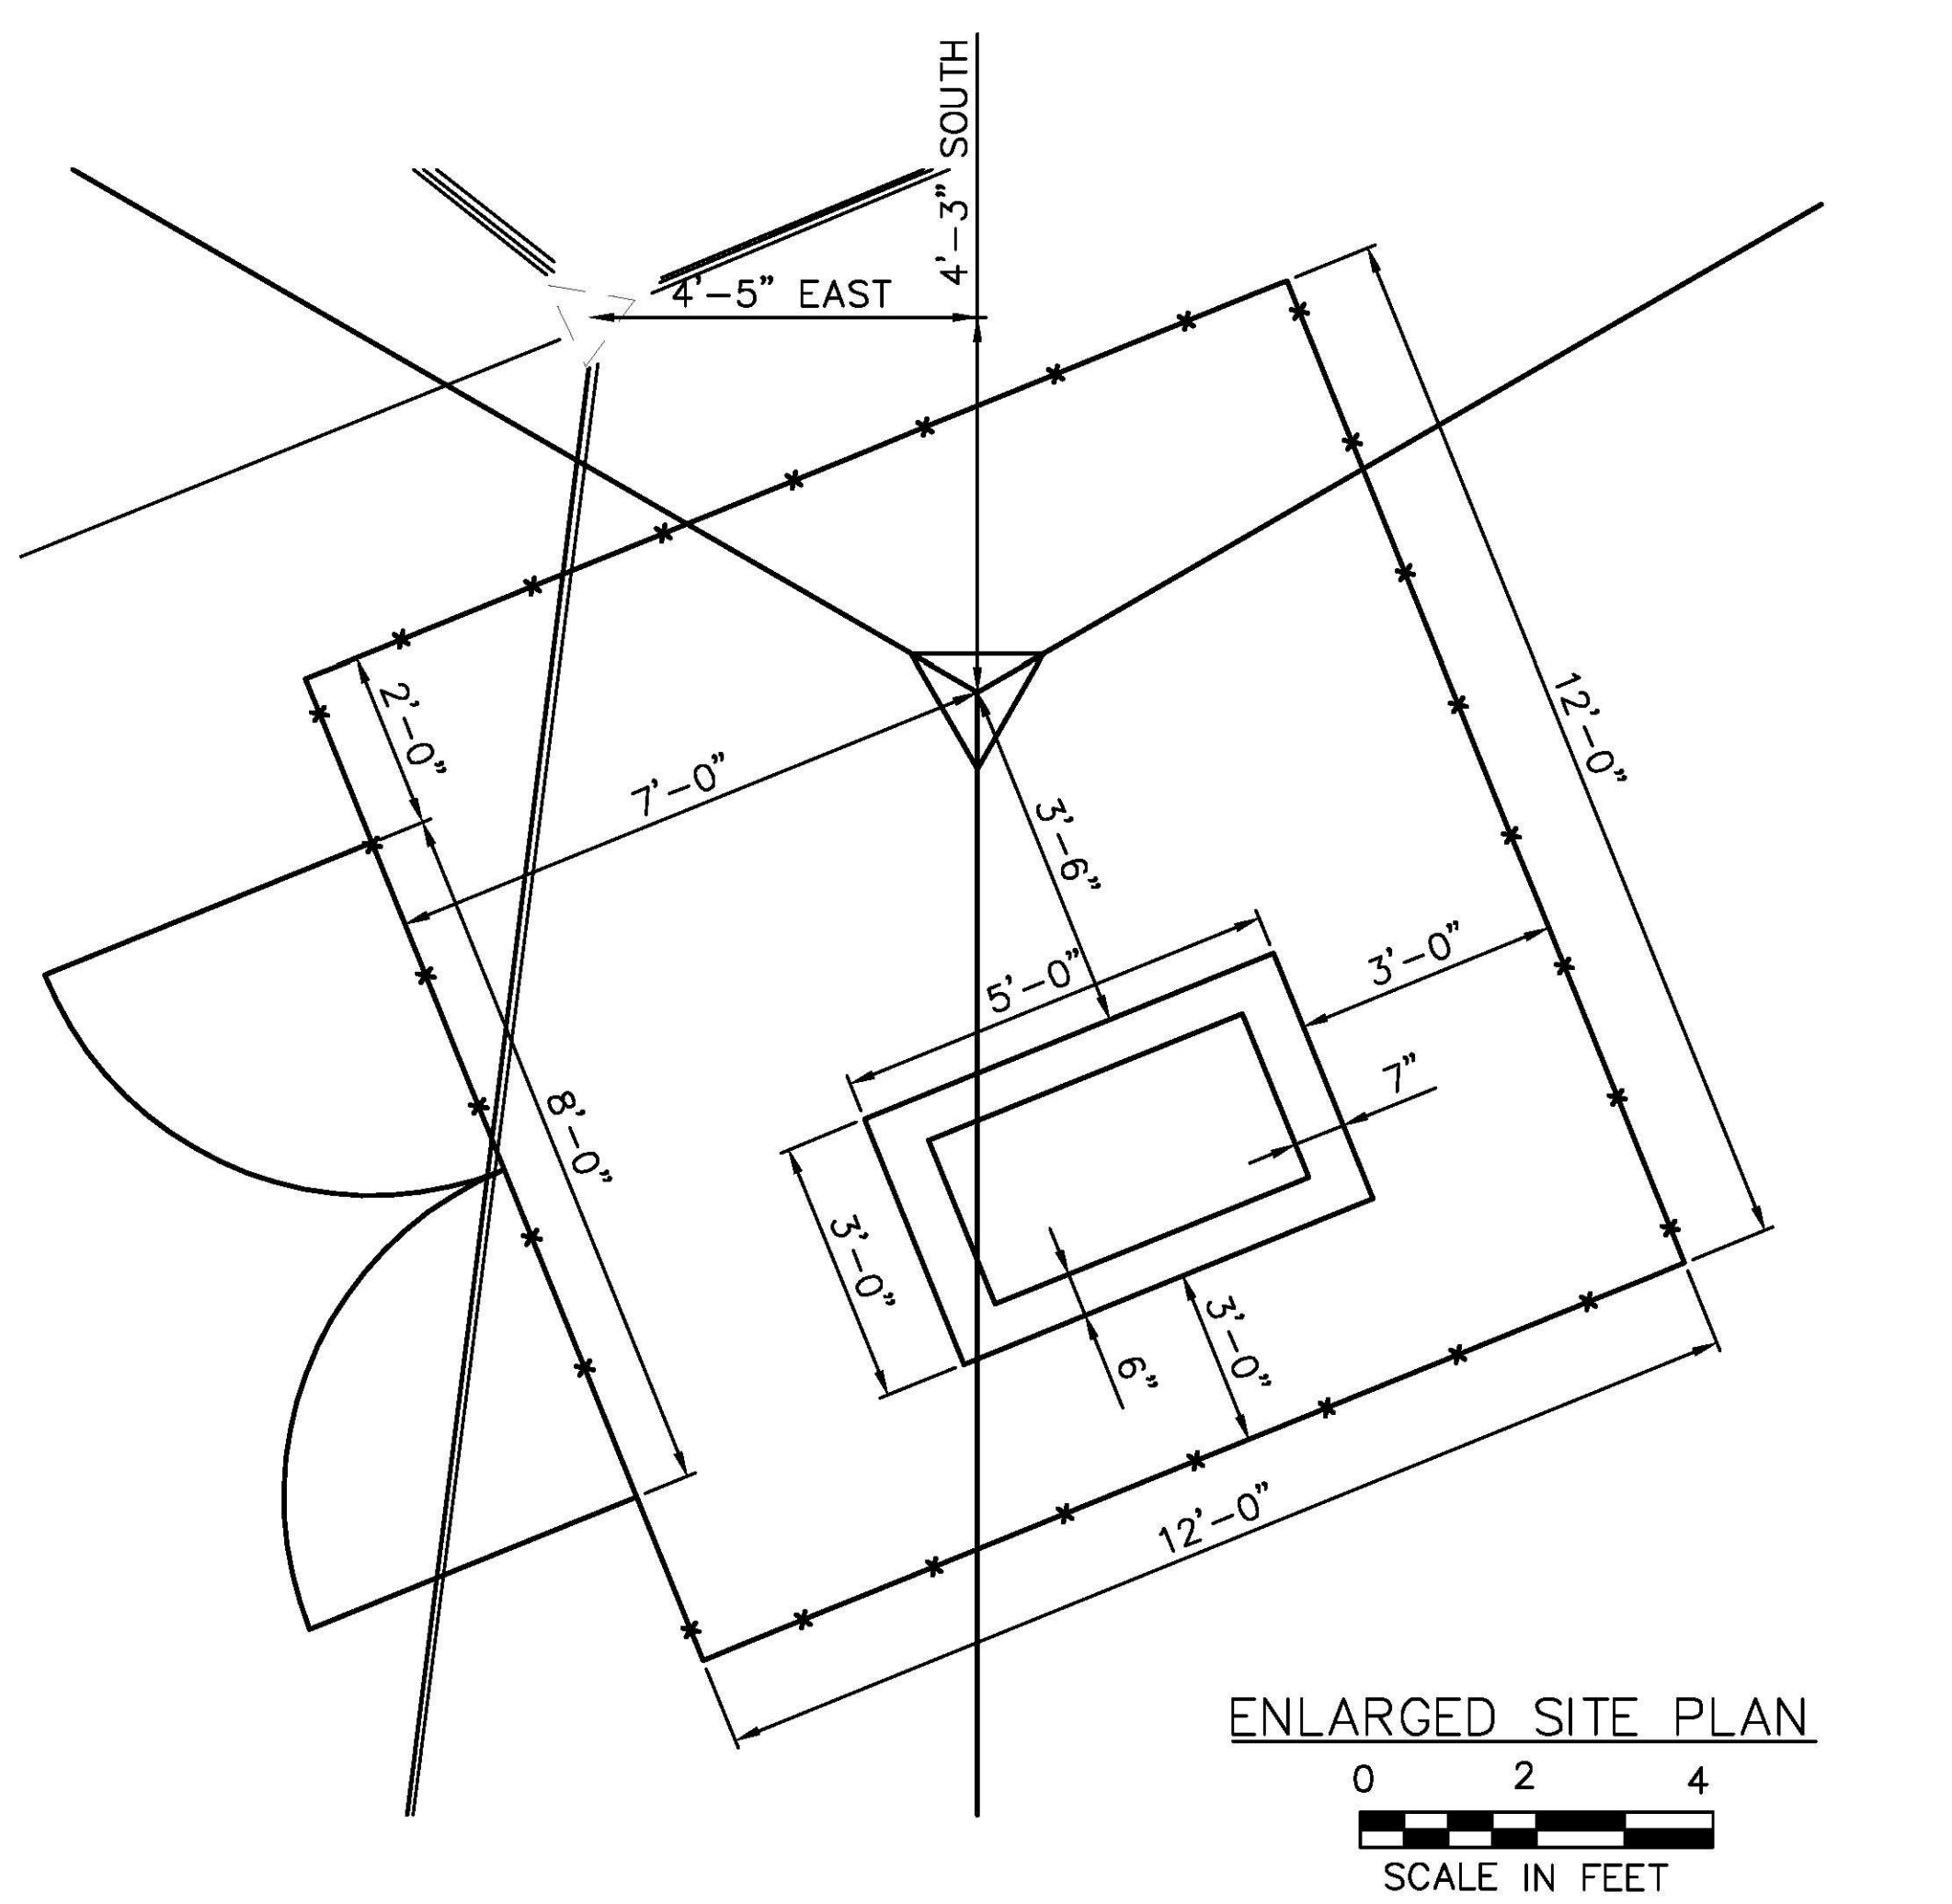 4'-3" SOUTH
4'-5" EAST
2'-0"
7'-0"
12'-0"
3'-6"
5'-0"
3'-0"
7"
8'-0"
3'-0"
6"
3'-0"
12'-0"
ENLARGED SITE PLAN
0 2 4
SCALE IN FEET